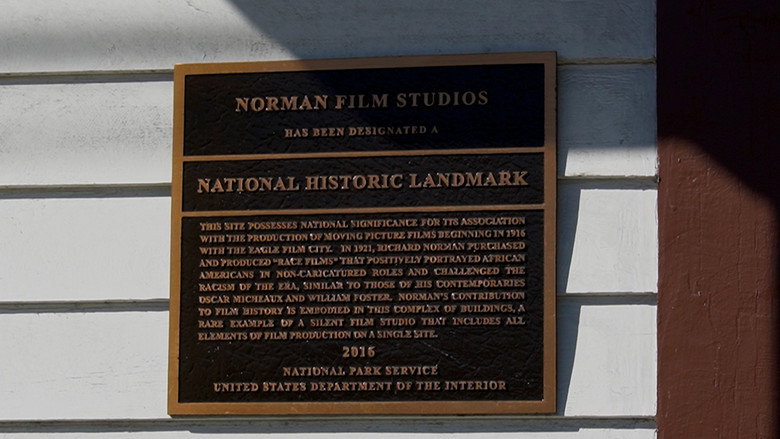 NORMAN FILM STUDIOS
HAS BEEN DESIGNATED A
NATIONAL HISTORIC LANDMARK
THIS SITE POSSESSES NATIONAL SIGNIFICANCE FOR ITS ASSOCIATION
WITH THE PRODUCTION OF MOVING PICTURE FILMS BEGINNING IN 1916
WITH THE EAGLE FILM CITY. IN 1921, RICHARD NORMAN PURCHASED
AND PRODUCED "RACE FILMS" THAT POSITIVELY PORTRAYED AFRICAN
AMERICANS IN NON-CARICATURED ROLES AND CHALLENGED THE
RACISM OF THE ERA, SIMILAR TO THOSE OF HIS CONTEMPORARIES
OSCAR MICHEAUX AND WILLIAM FOSTER. NORMAN'S CONTRIBUTION
TO FILM HISTORY IS EMBODIED IN THIS COMPLEX OF BUILDINGS, A
RARE EXAMPLE OF A SILENT FILM STUDIO THAT INCLUDES ALL
ELEMENTS OF FILM PRODUCTION ON A SINGLE SITE.
2016
NATIONAL PARK SERVICE
UNITED STATES DEPARTMENT OF THE INTERIOR